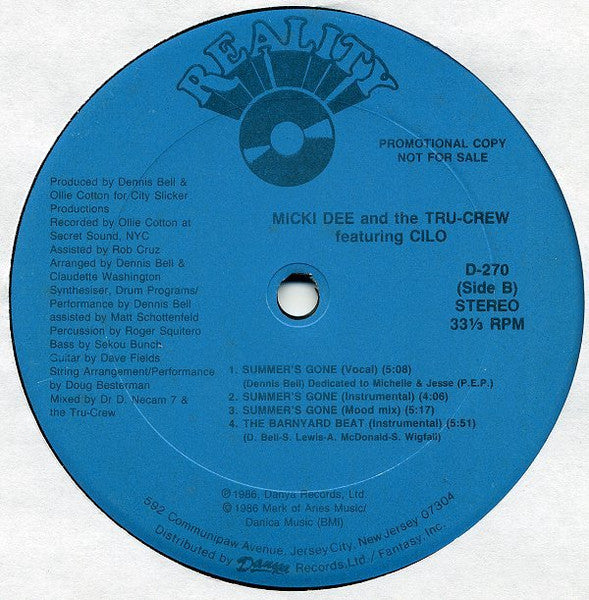 REALITY
PROMOTIONAL COPY
NOT FOR SALE
Produced by Dennis Bell &
Ollie Cotton for City Slicker
Productions
Recorded by Ollie Cotton at
Secret Sound, NYC
Assisted by Rob Cruz
Arranged by Dennis Bell &
Claudette Washington
Synthesiser, Drum Programs/
Performance by Dennis Bell
assisted by Matt Schottenfeld
Percussion by Roger Squitero
Bass by Sekou Bunch
Guitar by Dave Fields
String Arrangement/Performance
by Doug Besterman
Mixed by Dr D. Necam 7 &
the Tru-Crew
MICKI DEE and the TRU-CREW
featuring CILO
D-270
(Side B)
STEREO
33⅓ RPM
1. SUMMER'S GONE (Vocal) (5:08)
(Dennis Bell) Dedicated to Michelle & Jesse (P.E.P.)
2. SUMMER'S GONE (Instrumental) (4:06)
3. SUMMER'S GONE (Mood mix) (5:17)
4. THE BARNYARD BEAT (Instrumental) (5:51)
(D. Bell-S. Lewis-A. McDonald-S. Wigfall)
℗ 1986, Danya Records, Ltd.
© 1986 Merk of Aries Music/
Danica Music (BMI)
592 Communipaw Avenue, Jersey City, New Jersey 07304
Distributed by Danya Records, Ltd / Fantasy Inc.